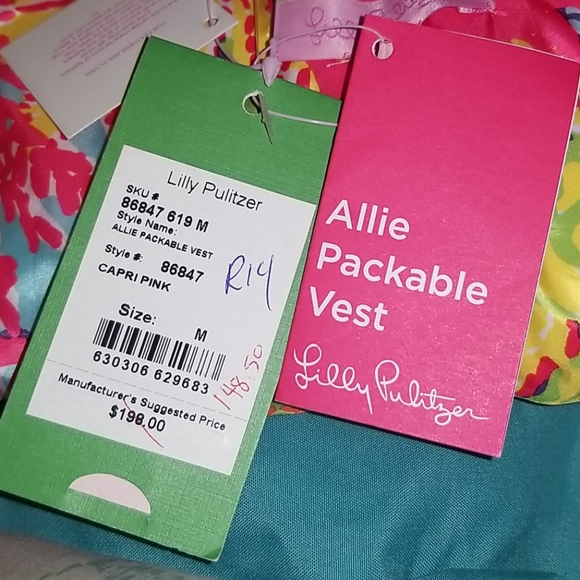 Lilly Pulitzer
SKU #
86847 619 M
Style Name:
ALLIE PACKABLE VEST
Style #: 86847
CAPRI PINK
R14
Size: M
630306 629683
148.50
Manufacturer's Suggested Price
$198.00
Allie
Packable
Vest
Lilly Pulitzer